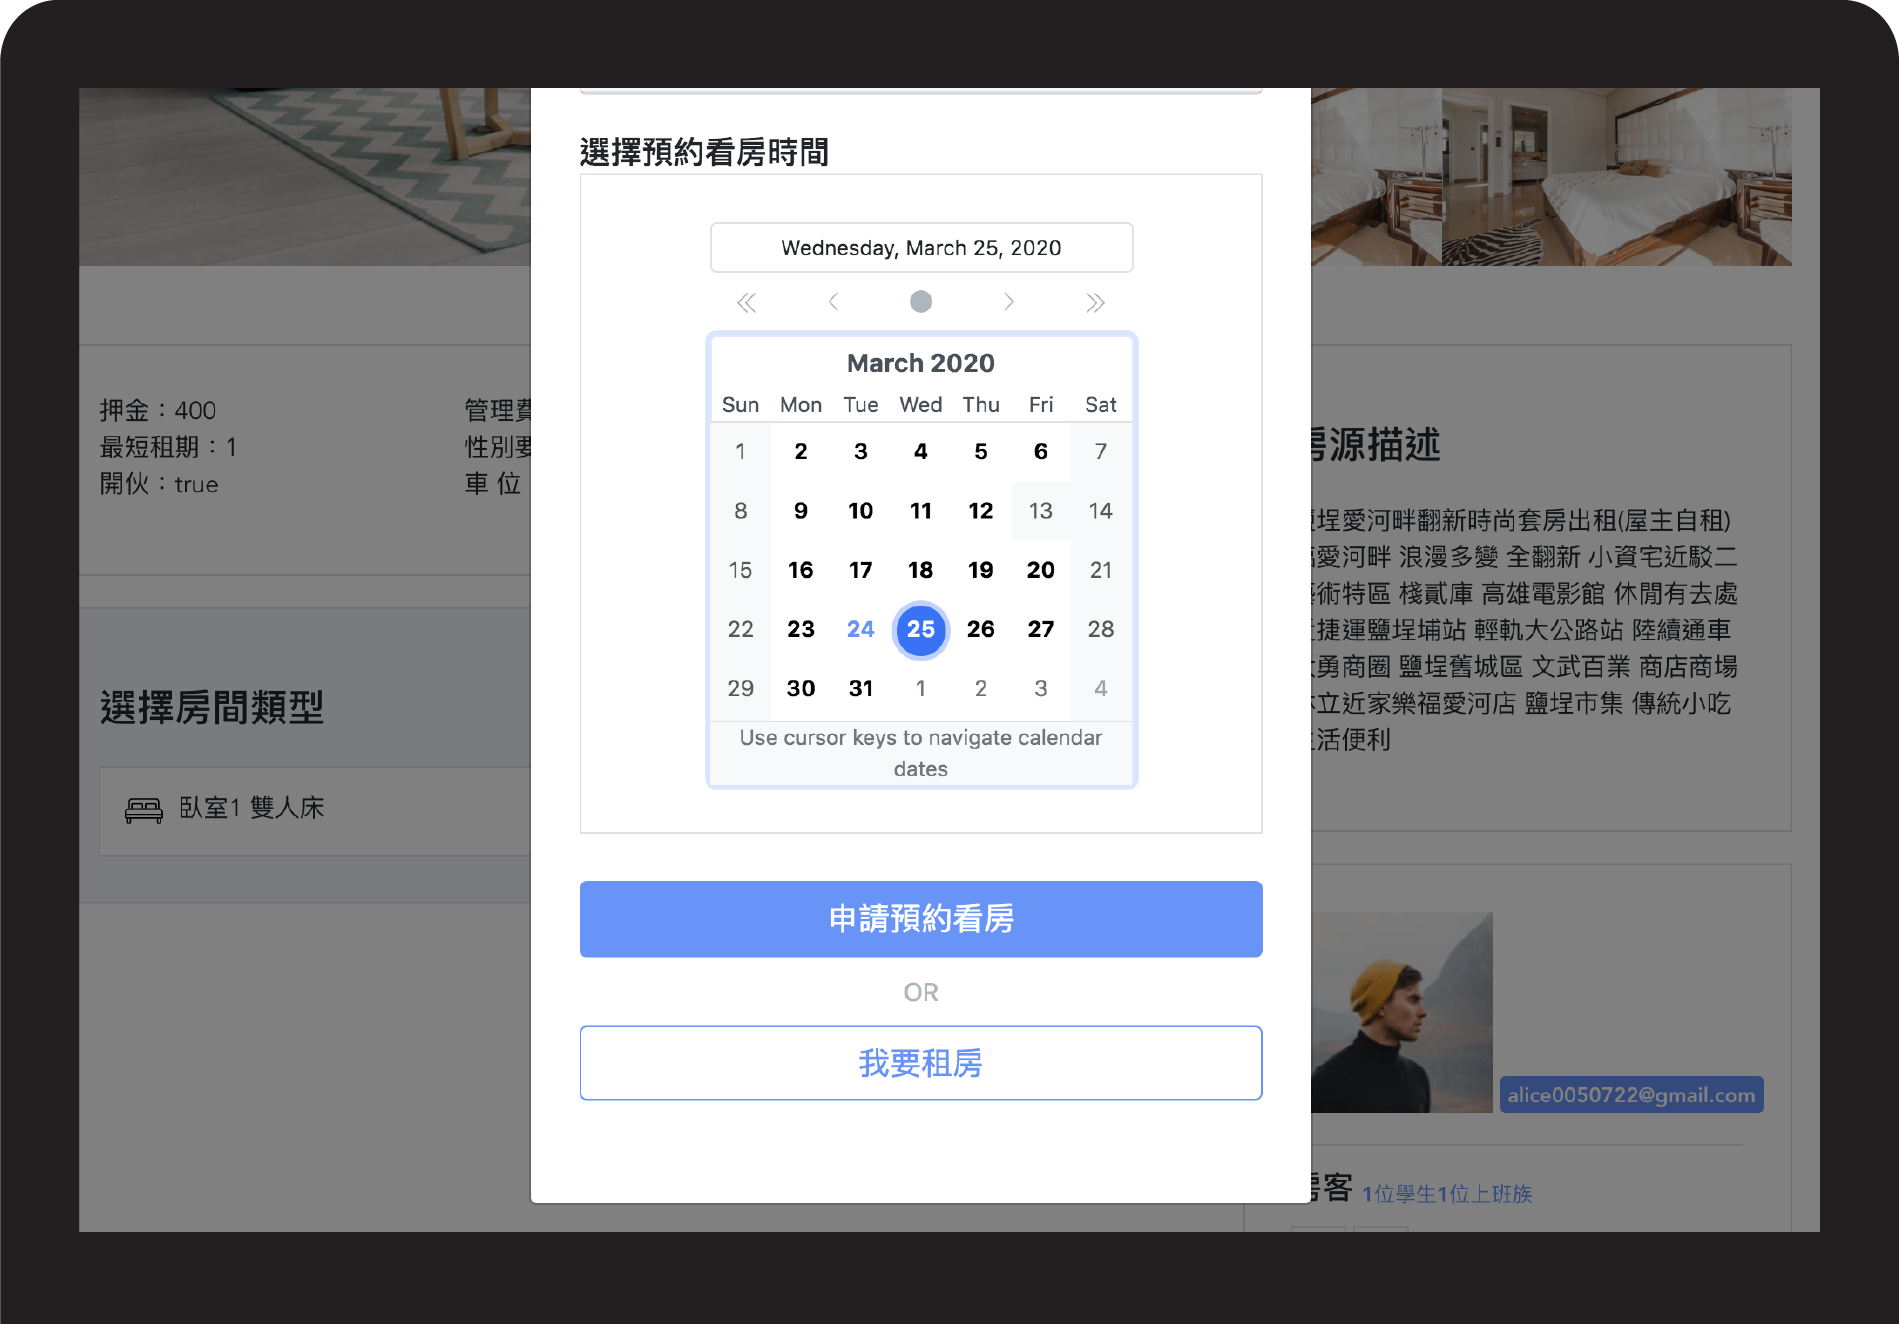 選擇預約看房時間
Wednesday, March 25, 2020
March 2020
Sun Mon Tue Wed Thu Fri Sat
1 2 3 4 5 6 7
8 9 10 11 12 13 14
15 16 17 18 19 20 21
22 23 24 25 26 27 28
29 30 31 1 2 3 4
Use cursor keys to navigate calendar
dates
申請預約看房
OR
我要租房
押金：400
最短租期：1
開伙：true
管理費
性別要
車 位
選擇房間類型
臥室1 雙人床
房源描述
埕愛河畔翻新時尚套房出租(屋主自租)
愛河畔 浪漫多變 全翻新 小資宅近駁二
術特區 棧貳庫 高雄電影館 休閒有去處
捷運鹽埕埔站 輕軌大公路站 陸續通車
勇商圈 鹽埕舊城區 文武百業 商店商場
立近家樂福愛河店 鹽埕市集 傳統小吃
活便利
alice0050722@gmail.com
房客 1位學生1位上班族